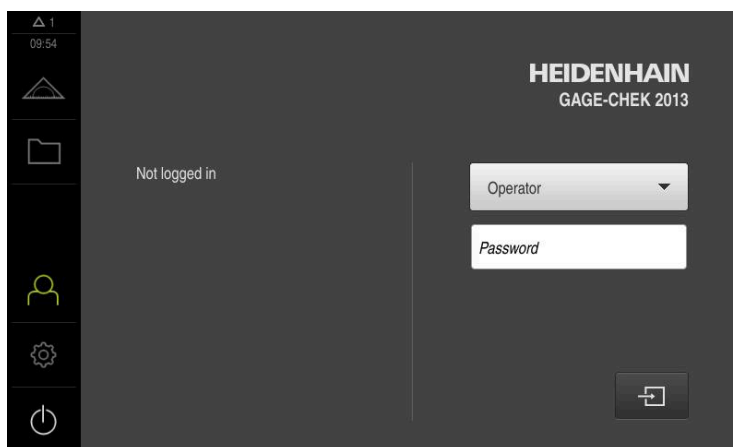 △ 1
09:54
HEIDENHAIN
GAGE-CHEK 2013
Not logged in
Operator
Password